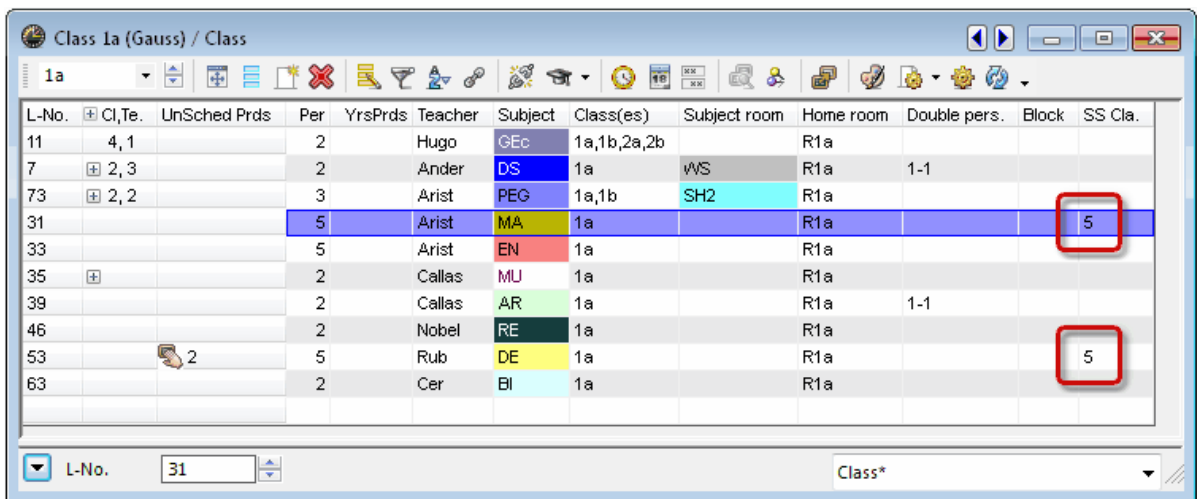 Class 1a (Gauss) / Class
1a
L-No. Cl,Te. UnSched Prds Per YrsPrds Teacher Subject Class(es) Subject room Home room Double pers. Block SS Cla.
11 4, 1 2 Hugo GEc 1a,1b,2a,2b R1a
7 2, 3 2 Ander DS 1a WS R1a 1-1
73 2, 2 3 Arist PEG 1a,1b SH2 R1a
31 5 Arist MA 1a R1a 5
33 5 Arist EN 1a R1a
35 2 Callas MU 1a R1a
39 2 Callas AR 1a R1a 1-1
46 2 Nobel RE 1a R1a
53 2 5 Rub DE 1a R1a 5
63 2 Cer BI 1a R1a
L-No. 31 Class*